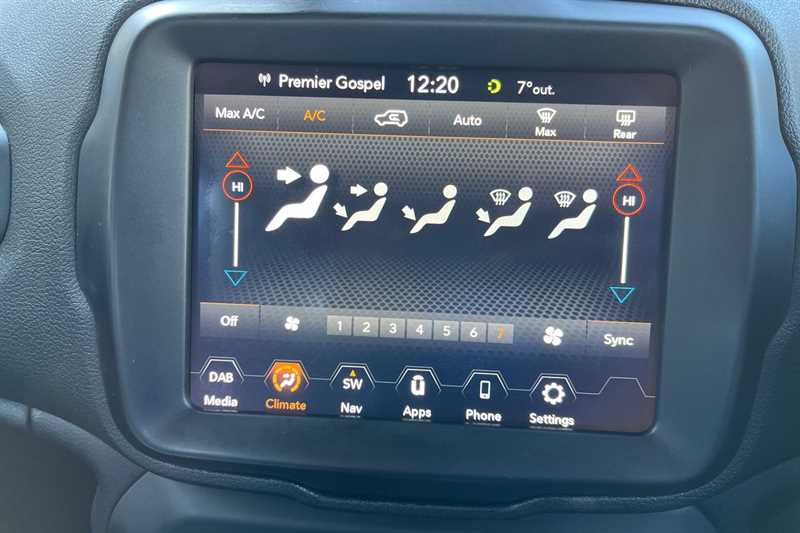 Premier Gospel 12:20 7°out.
Max A/C A/C Auto Max Rear
HI HI
Off 1 2 3 4 5 6 7 Sync
DAB SW
Media Climate Nav Apps Phone Settings